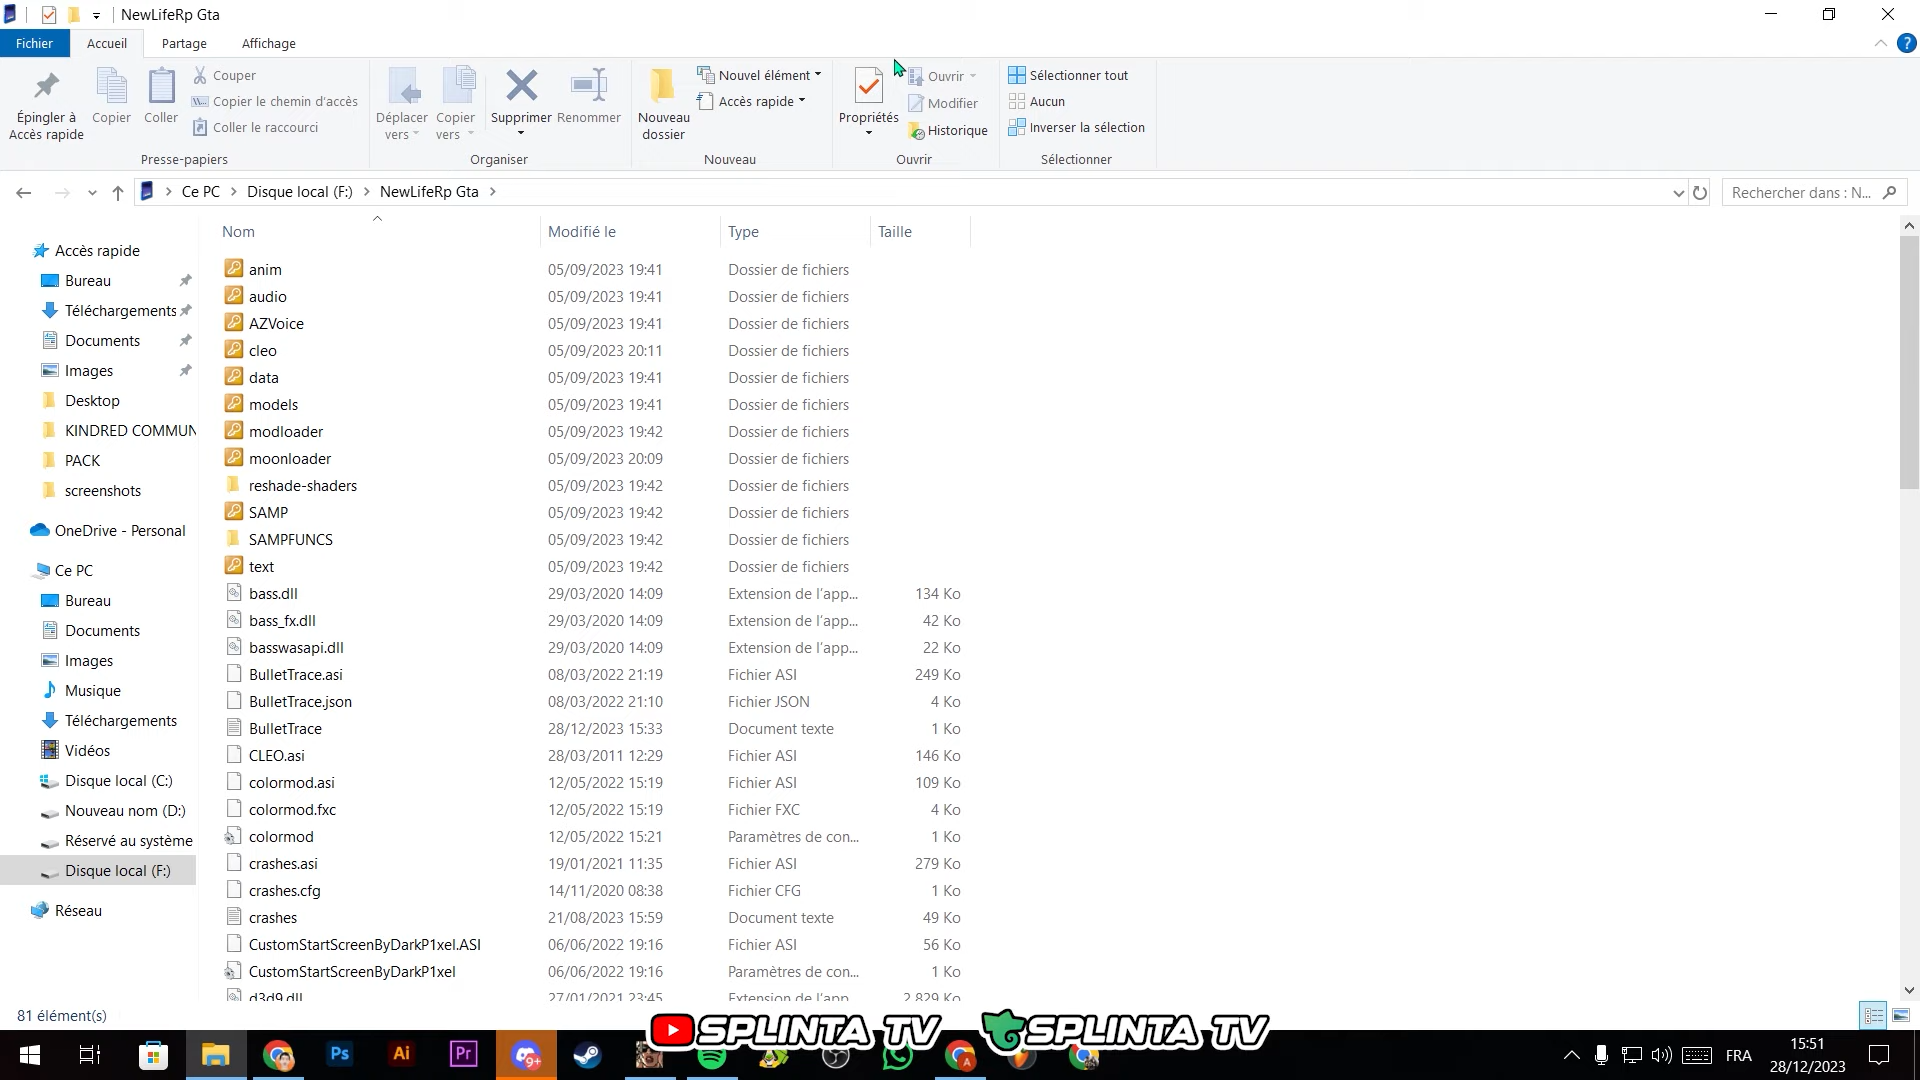 NewLifeRp Gta
Fichier Accueil Partage Affichage
Épingler à Accès rapide
Copier
Coller
Couper
Copier le chemin d'accès
Coller le raccourci
Presse-papiers
Déplacer vers
Copier vers
Supprimer
Renommer
Organiser
Nouveau dossier
Nouvel élément
Accès rapide
Nouveau
Propriétés
Ouvrir
Modifier
Historique
Ouvrir
Sélectionner tout
Aucun
Inverser la sélection
Sélectionner
Ce PC > Disque local (F:) > NewLifeRp Gta >
Rechercher dans : N...
Accès rapide
Bureau
Téléchargements
Documents
Images
Desktop
KINDRED COMMUN
PACK
screenshots
OneDrive - Personal
Ce PC
Bureau
Documents
Images
Musique
Téléchargements
Vidéos
Disque local (C:)
Nouveau nom (D:)
Réservé au système
Disque local (F:)
Réseau
Nom Modifié le Type Taille
anim 05/09/2023 19:41 Dossier de fichiers
audio 05/09/2023 19:41 Dossier de fichiers
AZVoice 05/09/2023 19:41 Dossier de fichiers
cleo 05/09/2023 20:11 Dossier de fichiers
data 05/09/2023 19:41 Dossier de fichiers
models 05/09/2023 19:41 Dossier de fichiers
modloader 05/09/2023 19:42 Dossier de fichiers
moonloader 05/09/2023 20:09 Dossier de fichiers
reshade-shaders 05/09/2023 19:42 Dossier de fichiers
SAMP 05/09/2023 19:42 Dossier de fichiers
SAMPFUNCS 05/09/2023 19:42 Dossier de fichiers
text 05/09/2023 19:42 Dossier de fichiers
bass.dll 29/03/2020 14:09 Extension de l'app... 134 Ko
bass_fx.dll 29/03/2020 14:09 Extension de l'app... 42 Ko
basswasapi.dll 29/03/2020 14:09 Extension de l'app... 22 Ko
BulletTrace.asi 08/03/2022 21:19 Fichier ASI 249 Ko
BulletTrace.json 08/03/2022 21:10 Fichier JSON 4 Ko
BulletTrace 28/12/2023 15:33 Document texte 1 Ko
CLEO.asi 28/03/2011 12:29 Fichier ASI 146 Ko
colormod.asi 12/05/2022 15:19 Fichier ASI 109 Ko
colormod.fxc 12/05/2022 15:19 Fichier FXC 4 Ko
colormod 12/05/2022 15:21 Paramètres de con... 1 Ko
crashes.asi 19/01/2021 11:35 Fichier ASI 279 Ko
crashes.cfg 14/11/2020 08:38 Fichier CFG 1 Ko
crashes 21/08/2023 15:59 Document texte 49 Ko
CustomStartScreenByDarkP1xel.ASI 06/06/2022 19:16 Fichier ASI 56 Ko
CustomStartScreenByDarkP1xel 06/06/2022 19:16 Paramètres de con... 1 Ko
d3d9.dll 27/01/2021 23:45 Extension de l'app... 2 829 Ko
81 élément(s)
SPLINTA TV SPLINTA TV
Ps Ai Pr 9+ A
FRA
15:51
28/12/2023